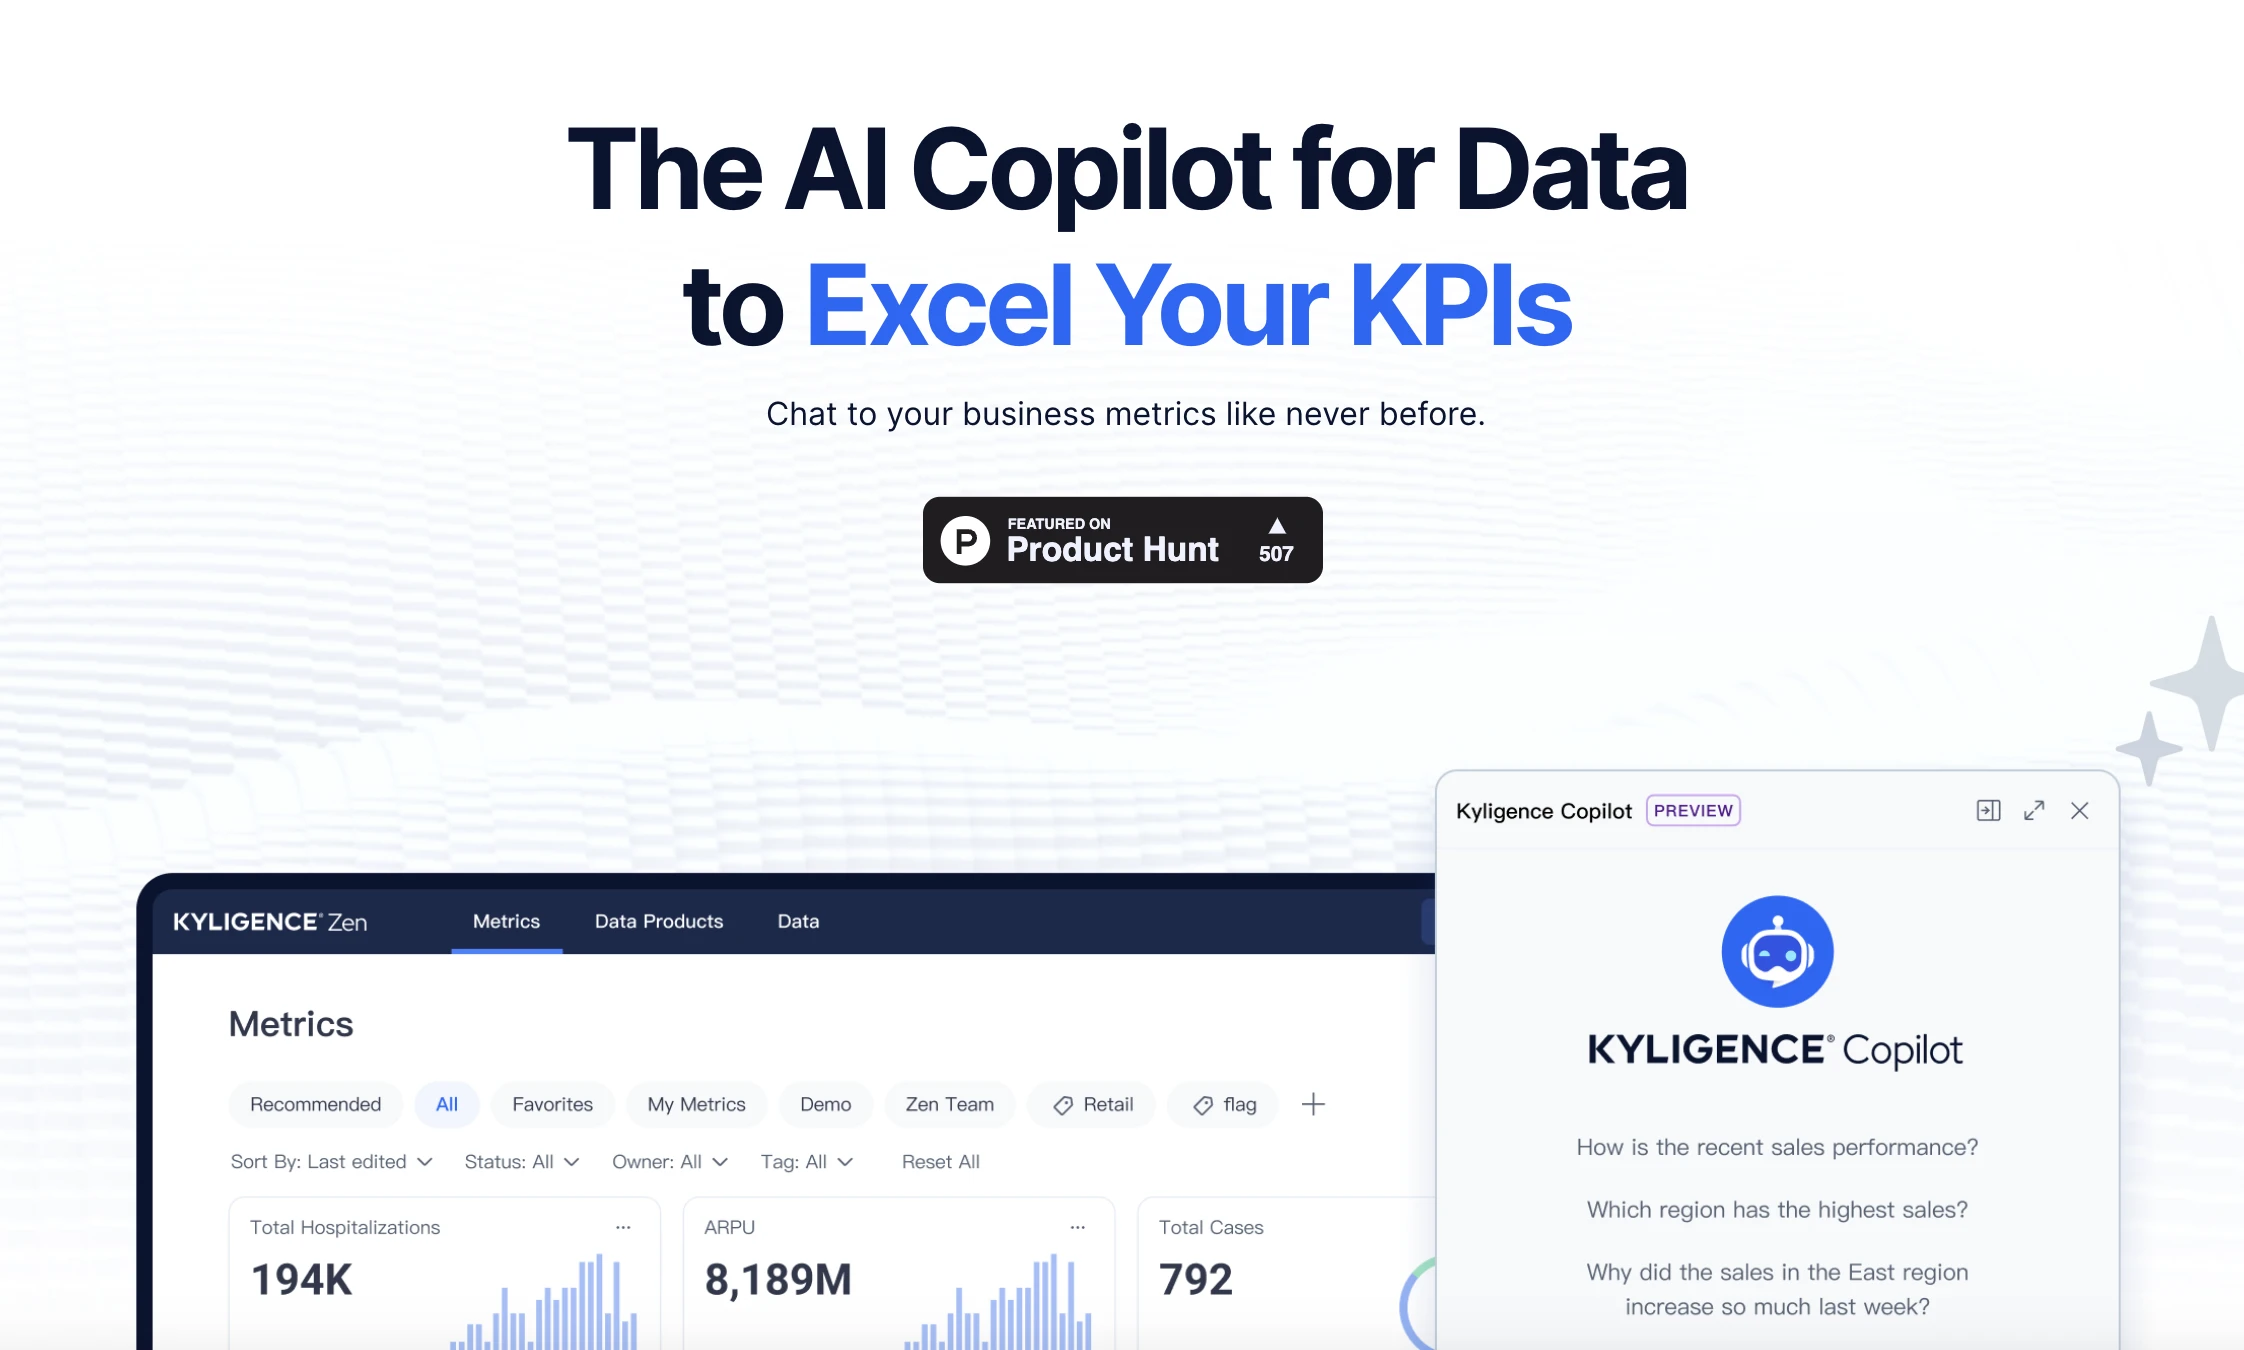 The AI Copilot for Data
to Excel Your KPIs
Chat to your business metrics like never before.
P
FEATURED ON
Product Hunt
507
Kyligence Copilot PREVIEW
KYLIGENCE® Zen Metrics Data Products Data
Metrics
Recommended All Favorites My Metrics Demo Zen Team Retail flag
Sort By: Last edited Status: All Owner: All Tag: All Reset All
Total Hospitalizations
194K
ARPU
8,189M
Total Cases
792
KYLIGENCE® Copilot
How is the recent sales performance?
Which region has the highest sales?
Why did the sales in the East region
increase so much last week?